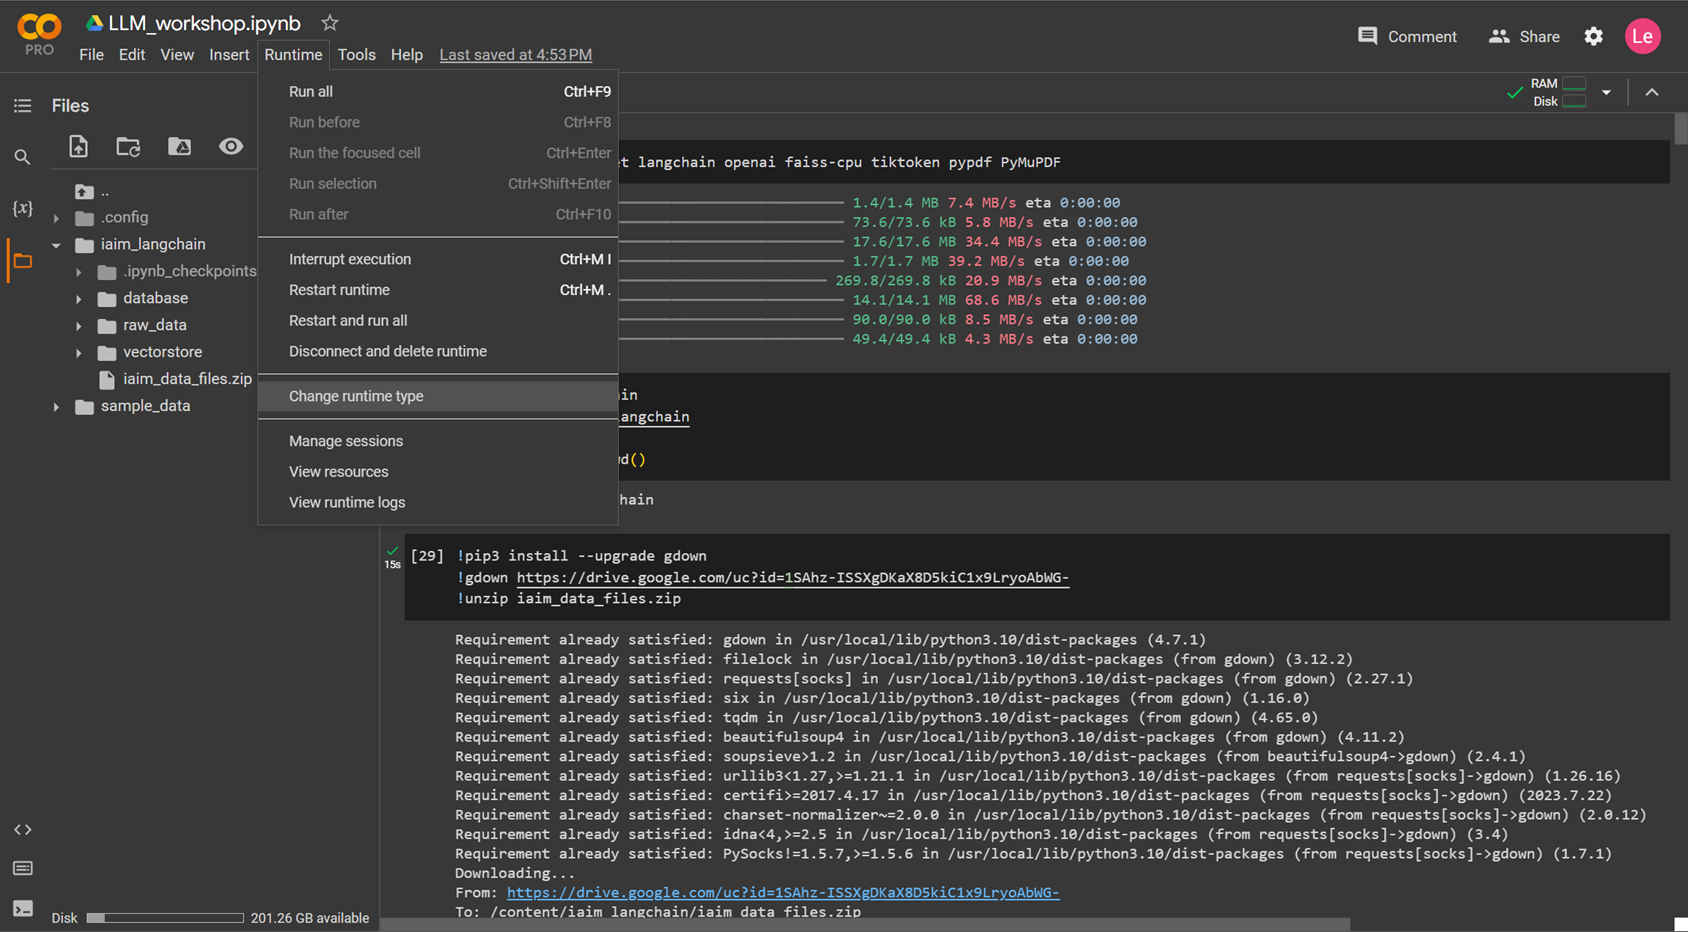 LLM_workshop.ipynb
PRO
File Edit View Insert Runtime Tools Help Last saved at 4:53 PM
Comment Share Le
Files
RAM
Disk
..
.config
iaim_langchain
.ipynb_checkpoints
database
raw_data
vectorstore
iaim_data_files.zip
sample_data
{x}
Run all Ctrl+F9
Run before Ctrl+F8
Run the focused cell Ctrl+Enter
Run selection Ctrl+Shift+Enter
Run after Ctrl+F10
Interrupt execution Ctrl+M I
Restart runtime Ctrl+M .
Restart and run all
Disconnect and delete runtime
Change runtime type
Manage sessions
View resources
View runtime logs
et langchain openai faiss-cpu tiktoken pypdf PyMuPDF
1.4/1.4 MB 7.4 MB/s eta 0:00:00
73.6/73.6 kB 5.8 MB/s eta 0:00:00
17.6/17.6 MB 34.4 MB/s eta 0:00:00
1.7/1.7 MB 39.2 MB/s eta 0:00:00
269.8/269.8 kB 20.9 MB/s eta 0:00:00
14.1/14.1 MB 68.6 MB/s eta 0:00:00
90.0/90.0 kB 8.5 MB/s eta 0:00:00
49.4/49.4 kB 4.3 MB/s eta 0:00:00
in
angchain
wd()
hain
15s
[29] !pip3 install --upgrade gdown
!gdown https://drive.google.com/uc?id=1SAhz-ISSXgDKaX8D5kiC1x9LryoAbWG-
!unzip iaim_data_files.zip
Requirement already satisfied: gdown in /usr/local/lib/python3.10/dist-packages (4.7.1)
Requirement already satisfied: filelock in /usr/local/lib/python3.10/dist-packages (from gdown) (3.12.2)
Requirement already satisfied: requests[socks] in /usr/local/lib/python3.10/dist-packages (from gdown) (2.27.1)
Requirement already satisfied: six in /usr/local/lib/python3.10/dist-packages (from gdown) (1.16.0)
Requirement already satisfied: tqdm in /usr/local/lib/python3.10/dist-packages (from gdown) (4.65.0)
Requirement already satisfied: beautifulsoup4 in /usr/local/lib/python3.10/dist-packages (from gdown) (4.11.2)
Requirement already satisfied: soupsieve>1.2 in /usr/local/lib/python3.10/dist-packages (from beautifulsoup4->gdown) (2.4.1)
Requirement already satisfied: urllib3<1.27,>=1.21.1 in /usr/local/lib/python3.10/dist-packages (from requests[socks]->gdown) (1.26.16)
Requirement already satisfied: certifi>=2017.4.17 in /usr/local/lib/python3.10/dist-packages (from requests[socks]->gdown) (2023.7.22)
Requirement already satisfied: charset-normalizer~=2.0.0 in /usr/local/lib/python3.10/dist-packages (from requests[socks]->gdown) (2.0.12)
Requirement already satisfied: idna<4,>=2.5 in /usr/local/lib/python3.10/dist-packages (from requests[socks]->gdown) (3.4)
Requirement already satisfied: PySocks!=1.5.7,>=1.5.6 in /usr/local/lib/python3.10/dist-packages (from requests[socks]->gdown) (1.7.1)
Downloading...
From: https://drive.google.com/uc?id=1SAhz-ISSXgDKaX8D5kiC1x9LryoAbWG-
To: /content/iaim_langchain/iaim_data_files.zip
Disk 201.26 GB available